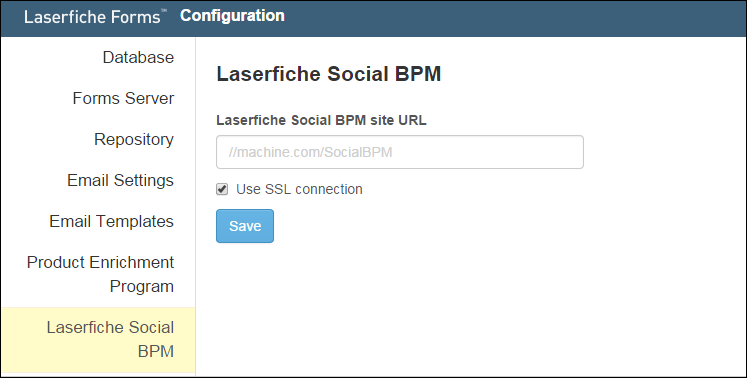 Laserfiche Forms™ Configuration
Database
Forms Server
Repository
Email Settings
Email Templates
Product Enrichment
Program
Laserfiche Social
BPM
Laserfiche Social BPM
Laserfiche Social BPM site URL
//machine.com/SocialBPM
Use SSL connection
Save